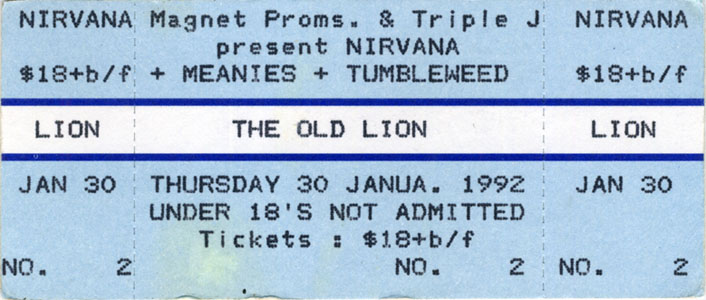 NIRVANA Magnet Proms. & Triple J NIRVANA
present NIRVANA
$18+b/f + MEANIES + TUMBLEWEED $18+b/f
LION THE OLD LION LION
JAN 30 THURSDAY 30 JANUA. 1992 JAN 30
UNDER 18'S NOT ADMITTED
Tickets : $18+b/f
NO. 2 NO. 2 NO. 2